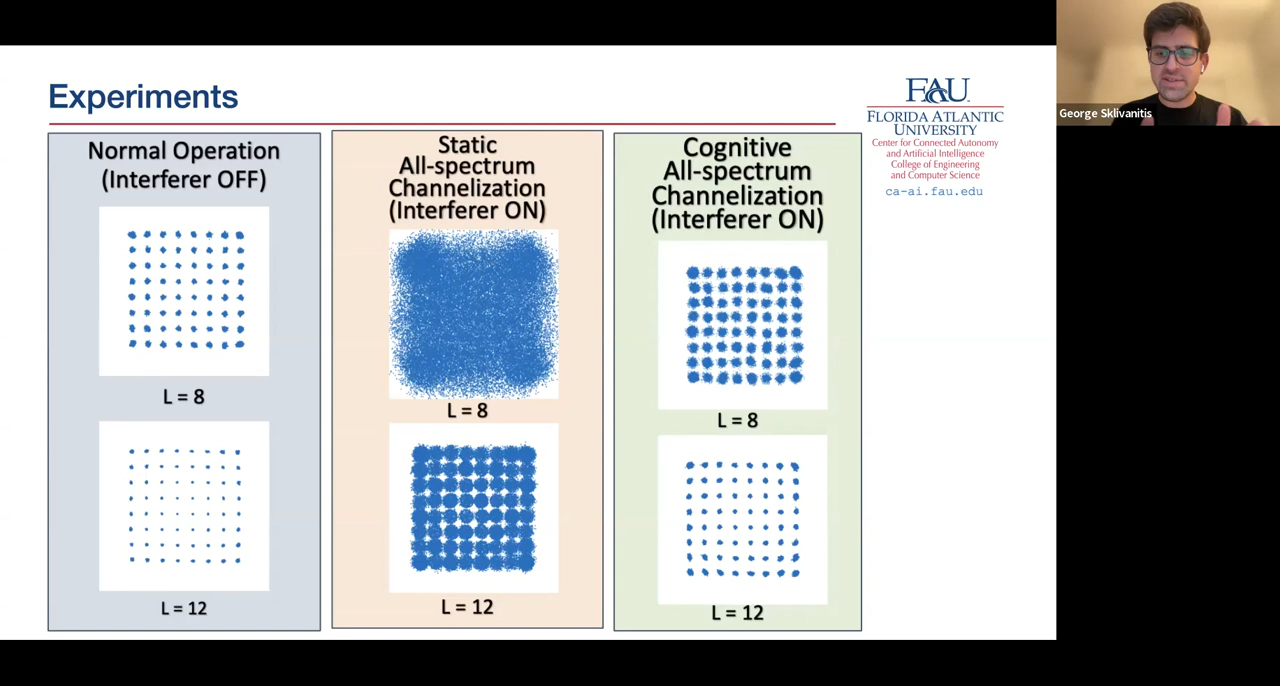 Experiments
FAU
FLORIDA ATLANTIC
UNIVERSITY
Center for Connected Autonomy
and Artificial Intelligence
College of Engineering
and Computer Science
ca-ai.fau.edu
George Sklivanitis
Normal Operation
(Interferer OFF)
L = 8
L = 12
Static
All-spectrum
Channelization
(Interferer ON)
L = 8
L = 12
Cognitive
All-spectrum
Channelization
(Interferer ON)
L = 8
L = 12